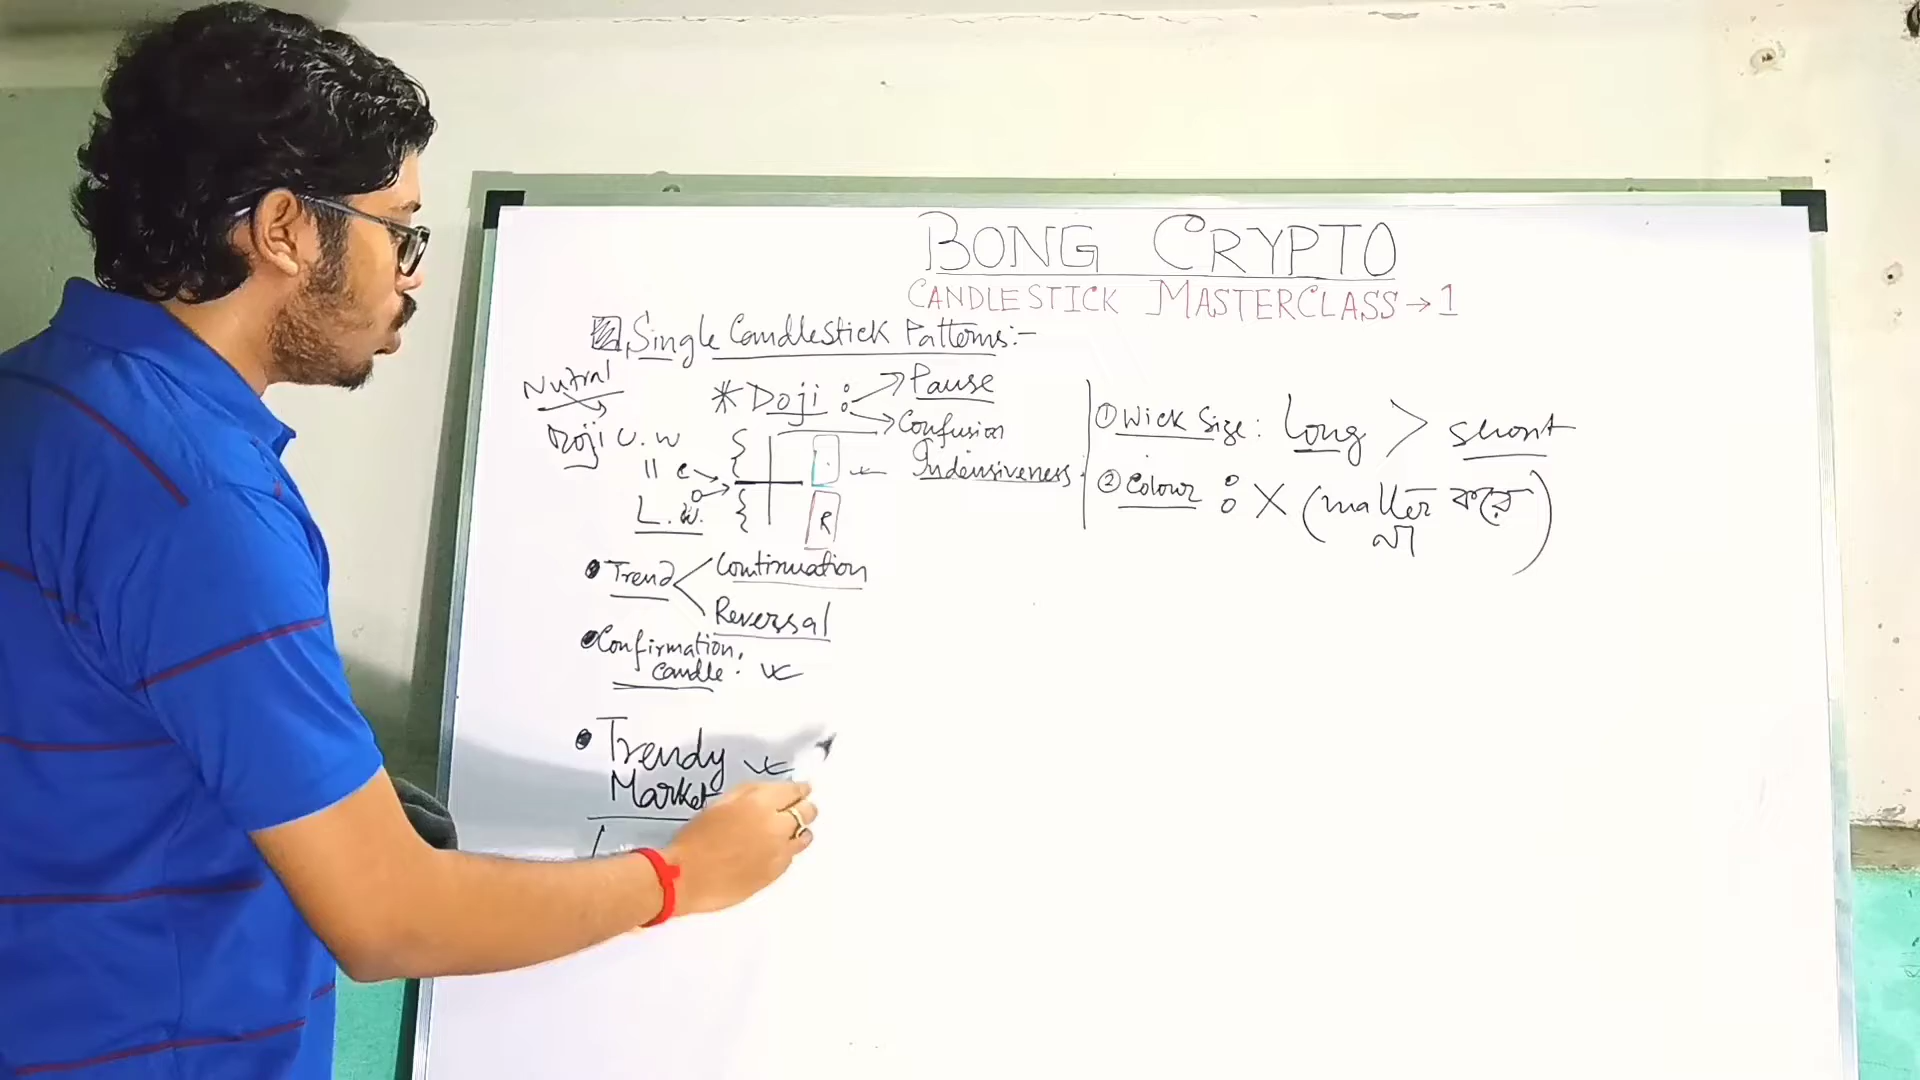 BONG CRYPTO
CANDLESTICK MASTERCLASS → 1
Single Candlestick Patterns:-
Nutral
Doji
* Doji :
→ Pause
→ Confusion
Indensiveness
U.W
" C
O
L.W.
R
• Trend
Continuation
Reversal
• Confirmation
candle.
• Trendy
Market
① Wick Size: Long > Short
② Colour : X (matter করে
না)